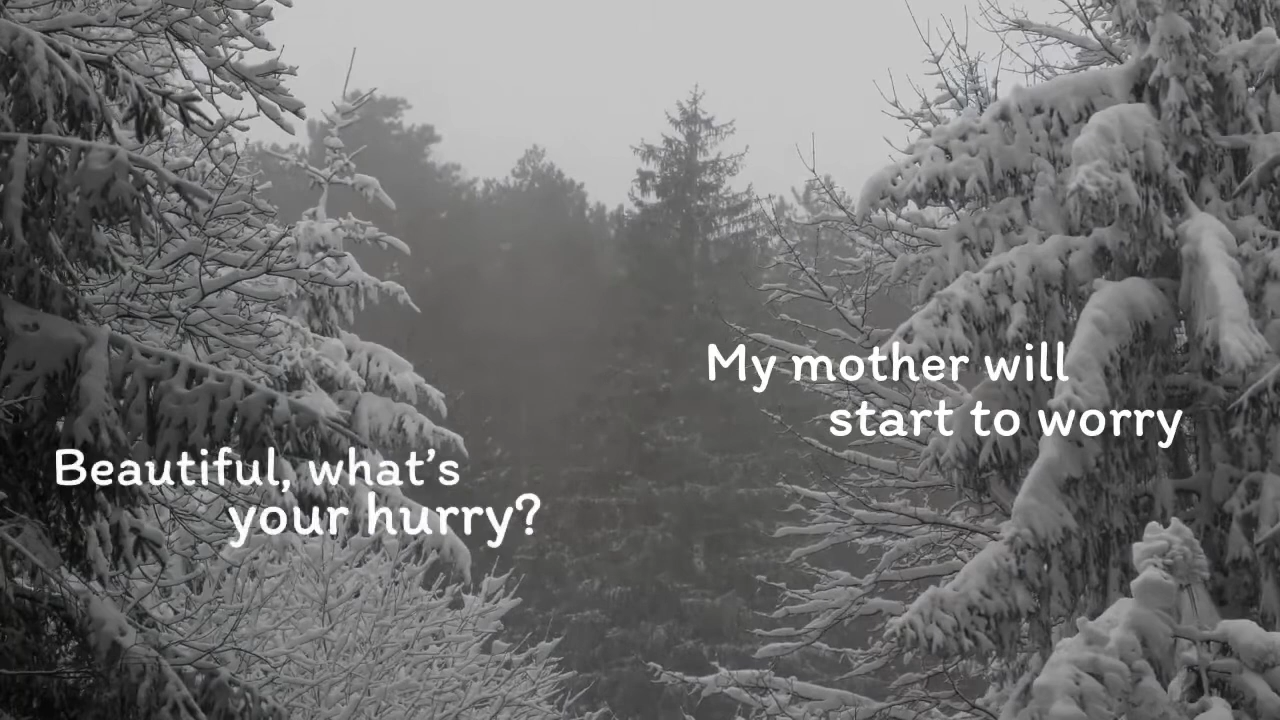 My mother will
start to worry
Beautiful, what’s
your hurry?